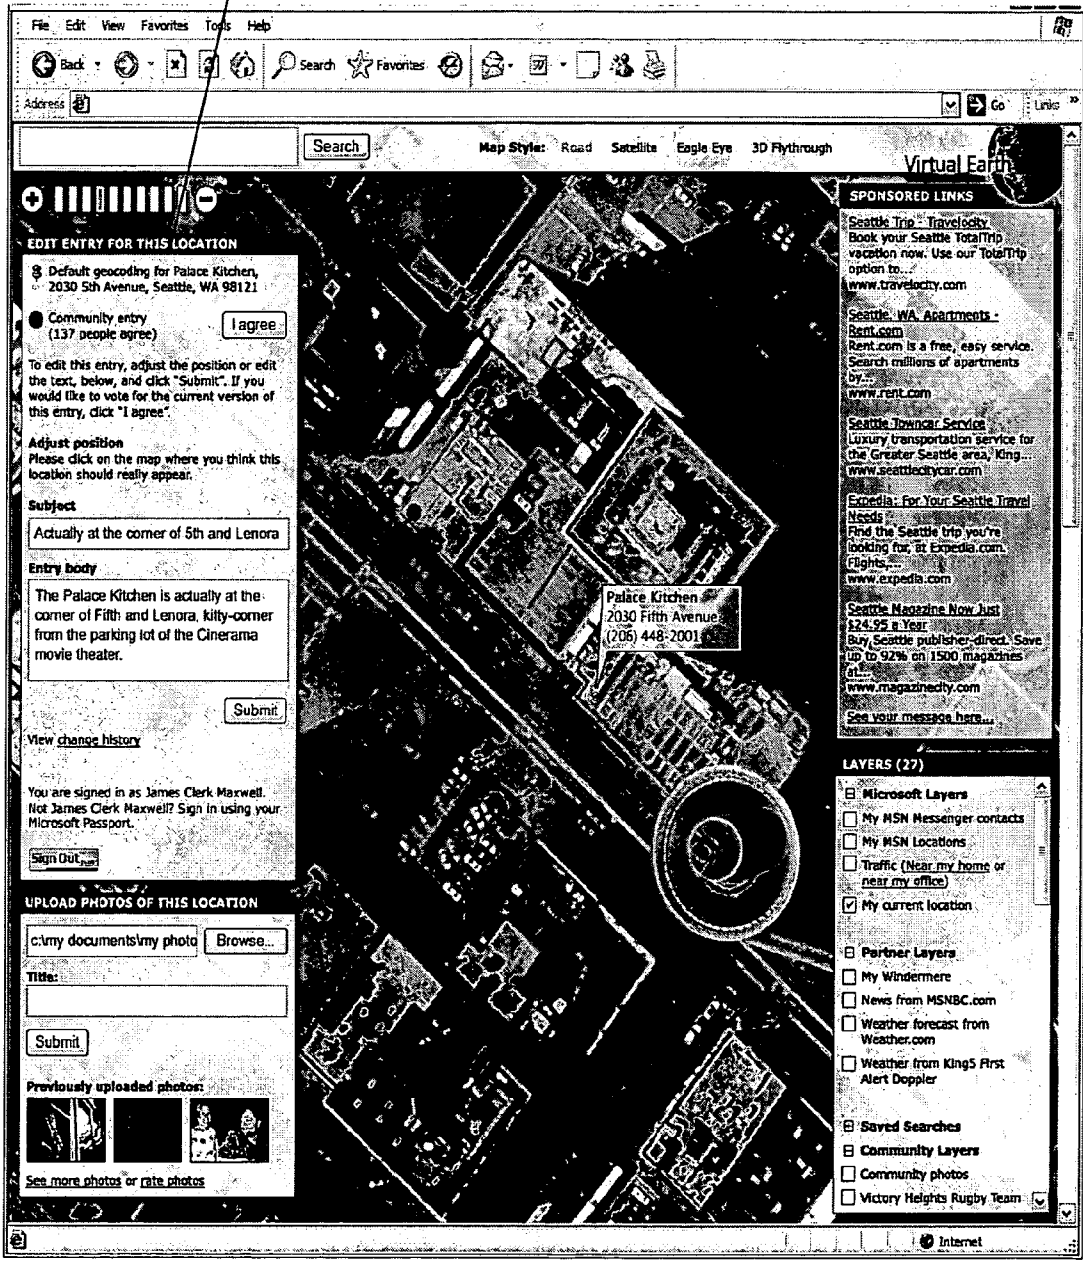 File Edit View Favorites Tools Help
Back Search Favorites
Address Go Links »
Search Map Style: Road Satellite Eagle Eye 3D Flythrough
Virtual Earth
EDIT ENTRY FOR THIS LOCATION
Default geocoding for Palace Kitchen,
2030 5th Avenue, Seattle, WA 98121
Community entry
(137 people agree)
I agree
To edit this entry, adjust the position or edit
the text, below, and click "Submit". If you
would like to vote for the current version of
this entry, click "I agree".
Adjust position
Please click on the map where you think this
location should really appear.
Subject
Actually at the corner of 5th and Lenora
Entry body
The Palace Kitchen is actually at the
corner of Fifth and Lenora, kitty-corner
from the parking lot of the Cinerama
movie theater.
Submit
View change history
You are signed in as James Clerk Maxwell.
Not James Clerk Maxwell? Sign in using your
Microsoft Passport.
Sign Out
UPLOAD PHOTOS OF THIS LOCATION
c:\my documents\my photo Browse...
Title:
Submit
Previously uploaded photos:
See more photos or rate photos
Palace Kitchen
2030 Fifth Avenue
(206) 448-2001
SPONSORED LINKS
Seattle Trip - Travelocity
Book your Seattle TotalTrip
vacation now. Use our TotalTrip
option to...
www.travelocity.com
Seattle, WA, Apartments -
Rent.com
Rent.com is a free, easy service.
Search millions of apartments
by...
www.rent.com
Seattle Towncar Service
Luxury transportation service for
the Greater Seattle area, King...
www.seattlecitycar.com
Expedia: For Your Seattle Travel
Needs
Find the Seattle trip you're
looking for, at Expedia.com.
Flights,...
www.expedia.com
Seattle Magazine Now Just
$24.95 a Year
Buy Seattle publisher-direct. Save
up to 92% on 1500 magazines
at...
www.magazinecity.com
See your message here...
LAYERS (27)
Microsoft Layers
My MSN Messenger contacts
My MSN Locations
Traffic (Near my home or
near my office)
My current location
Partner Layers
My Windermere
News from MSNBC.com
Weather forecast from
Weather.com
Weather from King5 First
Alert Doppler
Saved Searches
Community Layers
Community photos
Victory Heights Rugby Team
Internet